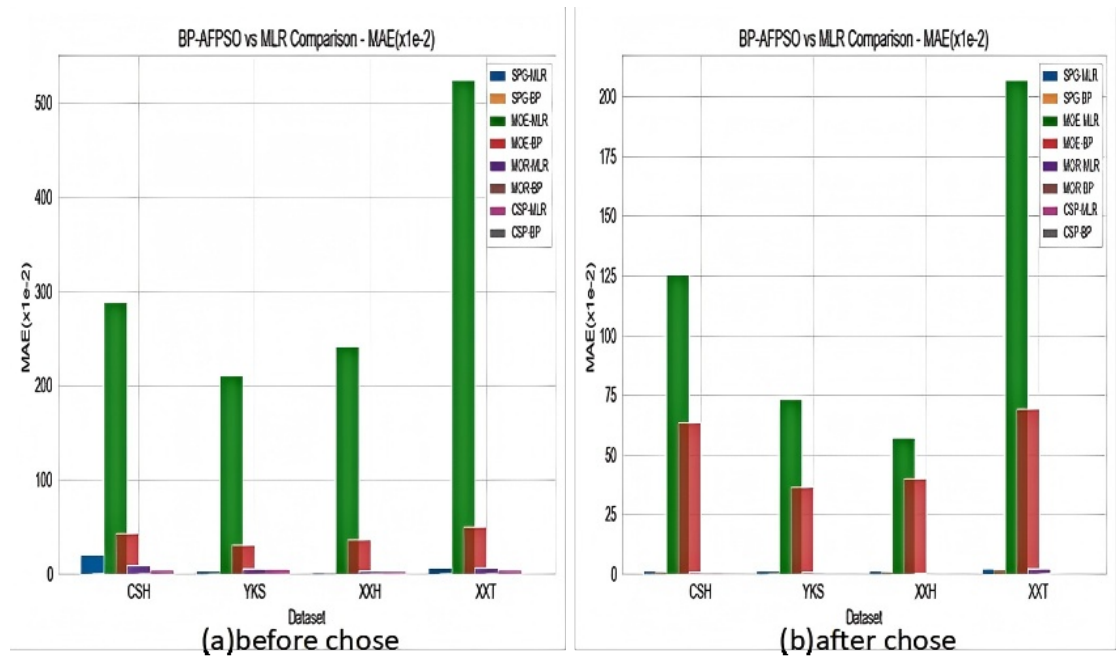 BP-AFPSO vs MLR Comparison - MAE(x1e-2)
500
400
300
200
100
0
MAE(x1e-2)
SPG-MLR
SPG-BP
MOE-MLR
MOE-BP
MOR-MLR
MOR-BP
CSP-MLR
CSP-BP
CSH
YKS
XXH
XXT
Dataset
(a)before chose
BP-AFPSO vs MLR Comparison - MAE(x1e-2)
200
175
150
125
100
75
50
25
0
MAE(x1e-2)
SPG-MLR
SPG-BP
MOE MLR
MOE-BP
MOR-MLR
MOR BP
CSP-MLR
CSP-BP
CSH
YKS
XXH
XXT
Dataset
(b)after chose